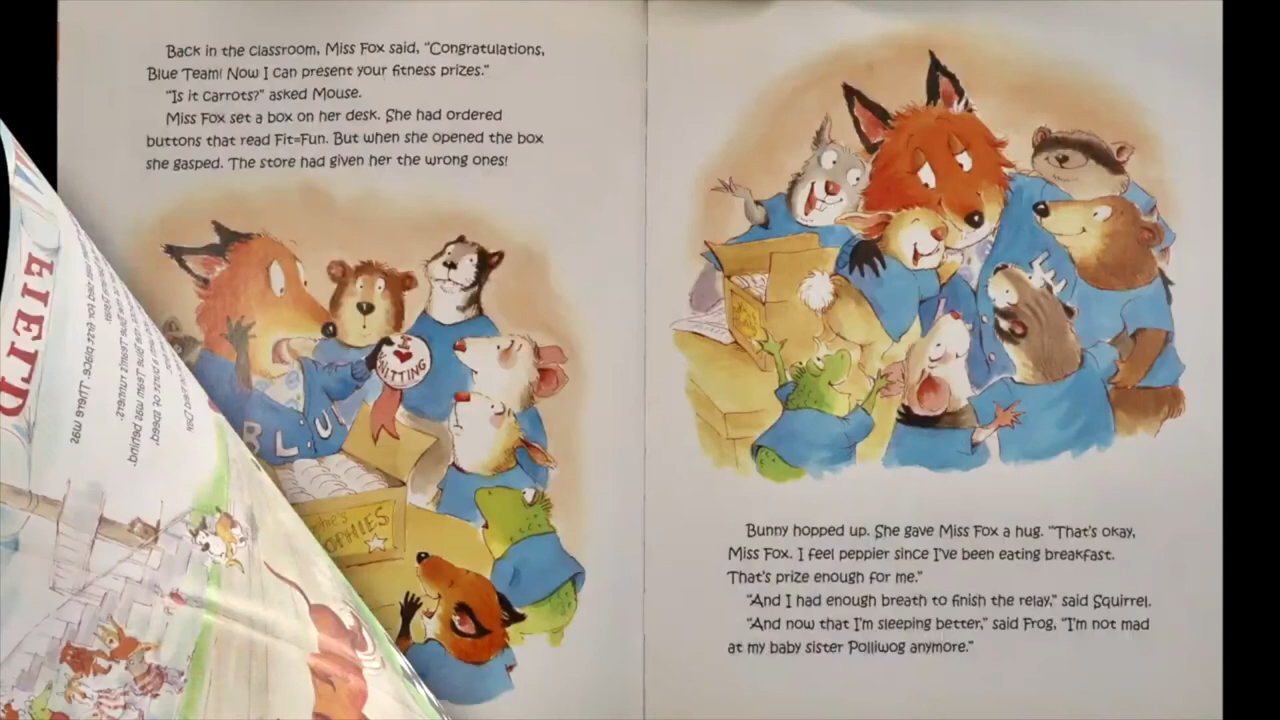 Back in the classroom, Miss Fox said, "Congratulations,
Blue Team! Now I can present your fitness prizes."
"Is it carrots?" asked Mouse.
Miss Fox set a box on her desk. She had ordered
buttons that read Fit=Fun. But when she opened the box
she gasped. The store had given her the wrong ones!
I
KNITTING
BLU
OPHIES
FIELD
Bunny hopped up. She gave Miss Fox a hug. "That's okay,
Miss Fox. I feel peppier since I've been eating breakfast.
That's prize enough for me."
"And I had enough breath to finish the relay," said Squirrel.
"And now that I'm sleeping better," said Frog, "I'm not mad
at my baby sister Polliwog anymore."